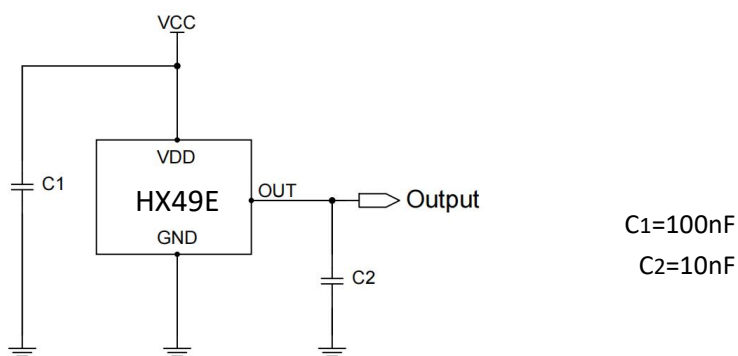 VCC
C1
VDD
HX49E
OUT
GND
Output
C2
C1=100nF
C2=10nF